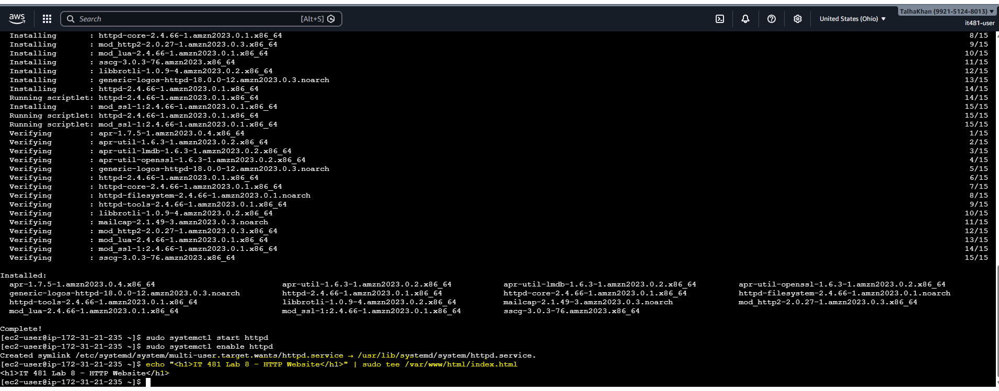 aws
Search [Alt+S]
United States (Ohio)
TalhaKhan (9921-5124-8013)
it481-user
Installing : httpd-core-2.4.66-1.amzn2023.0.1.x86_64 8/15
Installing : mod_http2-2.0.27-1.amzn2023.0.3.x86_64 9/15
Installing : mod_lua-2.4.66-1.amzn2023.0.1.x86_64 10/15
Installing : sscg-3.0.3-76.amzn2023.x86_64 11/15
Installing : libbrotli-1.0.9-4.amzn2023.0.2.x86_64 12/15
Installing : generic-logos-httpd-18.0.0-12.amzn2023.0.3.noarch 13/15
Installing : httpd-2.4.66-1.amzn2023.0.1.x86_64 14/15
Running scriptlet: httpd-2.4.66-1.amzn2023.0.1.x86_64 14/15
Installing : mod_ssl-1:2.4.66-1.amzn2023.0.1.x86_64 15/15
Running scriptlet: httpd-2.4.66-1.amzn2023.0.1.x86_64 15/15
Running scriptlet: mod_ssl-1:2.4.66-1.amzn2023.0.1.x86_64 15/15
Verifying : apr-1.7.5-1.amzn2023.0.4.x86_64 1/15
Verifying : apr-util-1.6.3-1.amzn2023.0.2.x86_64 2/15
Verifying : apr-util-lmdb-1.6.3-1.amzn2023.0.2.x86_64 3/15
Verifying : apr-util-openssl-1.6.3-1.amzn2023.0.2.x86_64 4/15
Verifying : generic-logos-httpd-18.0.0-12.amzn2023.0.3.noarch 5/15
Verifying : httpd-2.4.66-1.amzn2023.0.1.x86_64 6/15
Verifying : httpd-core-2.4.66-1.amzn2023.0.1.x86_64 7/15
Verifying : httpd-filesystem-2.4.66-1.amzn2023.0.1.noarch 8/15
Verifying : httpd-tools-2.4.66-1.amzn2023.0.1.x86_64 9/15
Verifying : libbrotli-1.0.9-4.amzn2023.0.2.x86_64 10/15
Verifying : mailcap-2.1.49-3.amzn2023.0.3.noarch 11/15
Verifying : mod_http2-2.0.27-1.amzn2023.0.3.x86_64 12/15
Verifying : mod_lua-2.4.66-1.amzn2023.0.1.x86_64 13/15
Verifying : mod_ssl-1:2.4.66-1.amzn2023.0.1.x86_64 14/15
Verifying : sscg-3.0.3-76.amzn2023.x86_64 15/15
Installed:
apr-1.7.5-1.amzn2023.0.4.x86_64 apr-util-1.6.3-1.amzn2023.0.2.x86_64 apr-util-lmdb-1.6.3-1.amzn2023.0.2.x86_64 apr-util-openssl-1.6.3-1.amzn2023.0.2.x86_64
generic-logos-httpd-18.0.0-12.amzn2023.0.3.noarch httpd-2.4.66-1.amzn2023.0.1.x86_64 httpd-core-2.4.66-1.amzn2023.0.1.x86_64 httpd-filesystem-2.4.66-1.amzn2023.0.1.noarch
httpd-tools-2.4.66-1.amzn2023.0.1.x86_64 libbrotli-1.0.9-4.amzn2023.0.2.x86_64 mailcap-2.1.49-3.amzn2023.0.3.noarch mod_http2-2.0.27-1.amzn2023.0.3.x86_64
mod_lua-2.4.66-1.amzn2023.0.1.x86_64 mod_ssl-1:2.4.66-1.amzn2023.0.1.x86_64 sscg-3.0.3-76.amzn2023.x86_64
Complete!
[ec2-user@ip-172-31-21-235 ~]$ sudo systemctl start httpd
[ec2-user@ip-172-31-21-235 ~]$ sudo systemctl enable httpd
Created symlink /etc/systemd/system/multi-user.target.wants/httpd.service → /usr/lib/systemd/system/httpd.service.
[ec2-user@ip-172-31-21-235 ~]$ echo "<h1>IT 481 Lab 8 - HTTP Website</h1>" | sudo tee /var/www/html/index.html
<h1>IT 481 Lab 8 - HTTP Website</h1>
[ec2-user@ip-172-31-21-235 ~]$